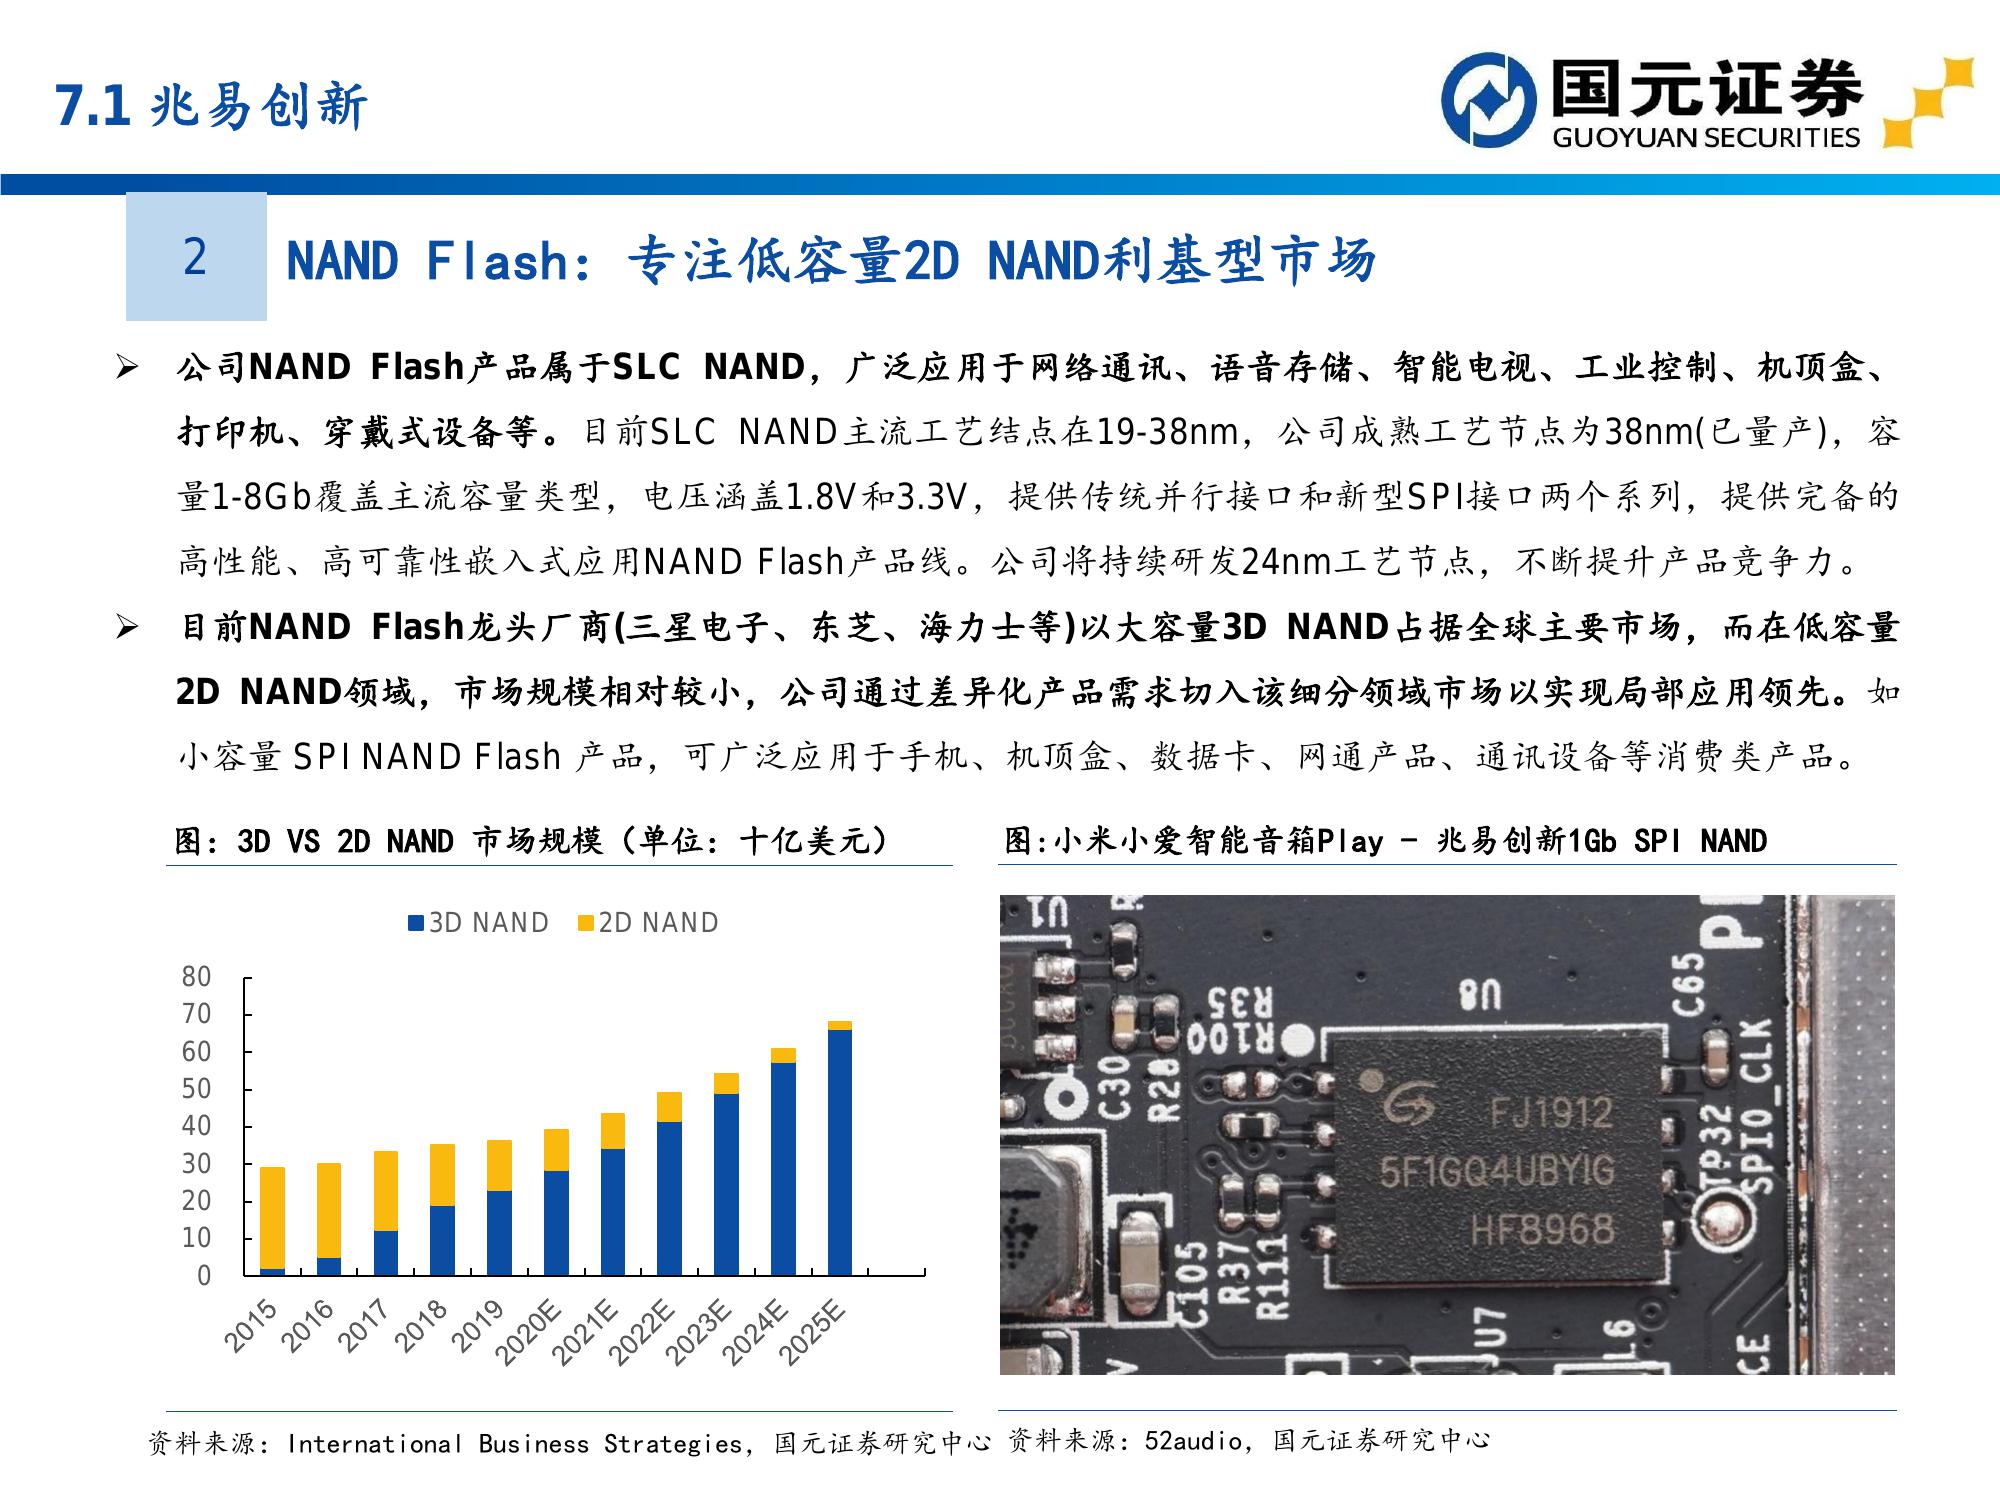 7.1 兆易创新
国元证券
GUOYUAN SECURITIES
2
NAND Flash：专注低容量2D NAND利基型市场
➢ 公司NAND Flash产品属于SLC NAND，广泛应用于网络通讯、语音存储、智能电视、工业控制、机顶盒、
打印机、穿戴式设备等。目前SLC NAND主流工艺结点在19-38nm，公司成熟工艺节点为38nm(已量产)，容
量1-8Gb覆盖主流容量类型，电压涵盖1.8V和3.3V，提供传统并行接口和新型SPI接口两个系列，提供完备的
高性能、高可靠性嵌入式应用NAND Flash产品线。公司将持续研发24nm工艺节点，不断提升产品竞争力。
➢ 目前NAND Flash龙头厂商(三星电子、东芝、海力士等)以大容量3D NAND占据全球主要市场，而在低容量
2D NAND领域，市场规模相对较小，公司通过差异化产品需求切入该细分领域市场以实现局部应用领先。如
小容量 SPI NAND Flash 产品，可广泛应用于手机、机顶盒、数据卡、网通产品、通讯设备等消费类产品。
图：3D VS 2D NAND 市场规模（单位：十亿美元）
3D NAND 2D NAND
80
70
60
50
40
30
20
10
0
2015 2016 2017 2018 2019 2020E 2021E 2022E 2023E 2024E 2025E
资料来源：International Business Strategies，国元证券研究中心
图:小米小爱智能音箱Play - 兆易创新1Gb SPI NAND
U1
U8
C65
R35
R100
C30
R28
SPIO_CLK
TP32
FJ1912
5F1GQ4UBYIG
HF8968
C105
R37
R111
U7
L6
CE
资料来源：52audio，国元证券研究中心